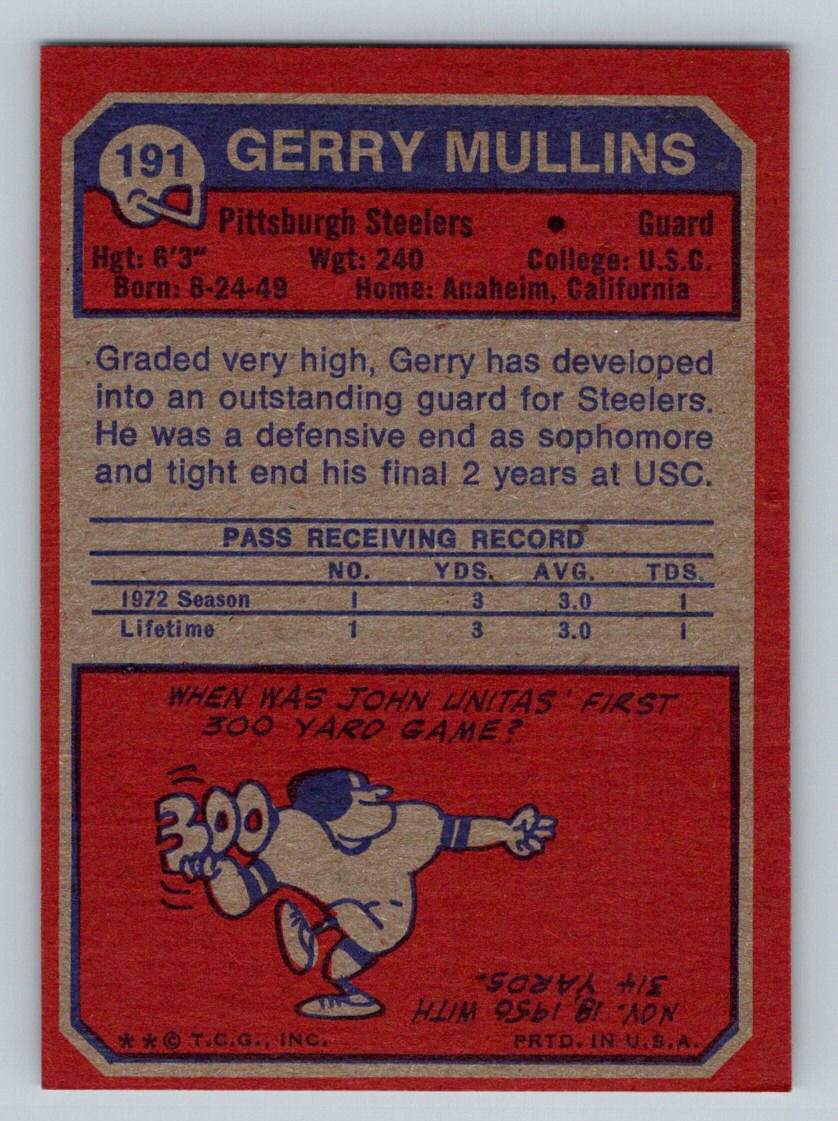 191 GERRY MULLINS
Pittsburgh Steelers • Guard
Hgt: 6'3" Wgt: 240 College: U.S.C.
Born: 8-24-49 Home: Anaheim, California
Graded very high, Gerry has developed
into an outstanding guard for Steelers.
He was a defensive end as sophomore
and tight end his final 2 years at USC.
PASS RECEIVING RECORD
NO. YDS. AVG. TDS.
1972 Season 1 3 3.0 1
Lifetime 1 3 3.0 1
WHEN WAS JOHN UNITAS' FIRST
300 YARD GAME?
300
NOV. 18, 1956 WITH
314 YARDS.
**© T.C.G., INC. PRTD. IN U.S.A.